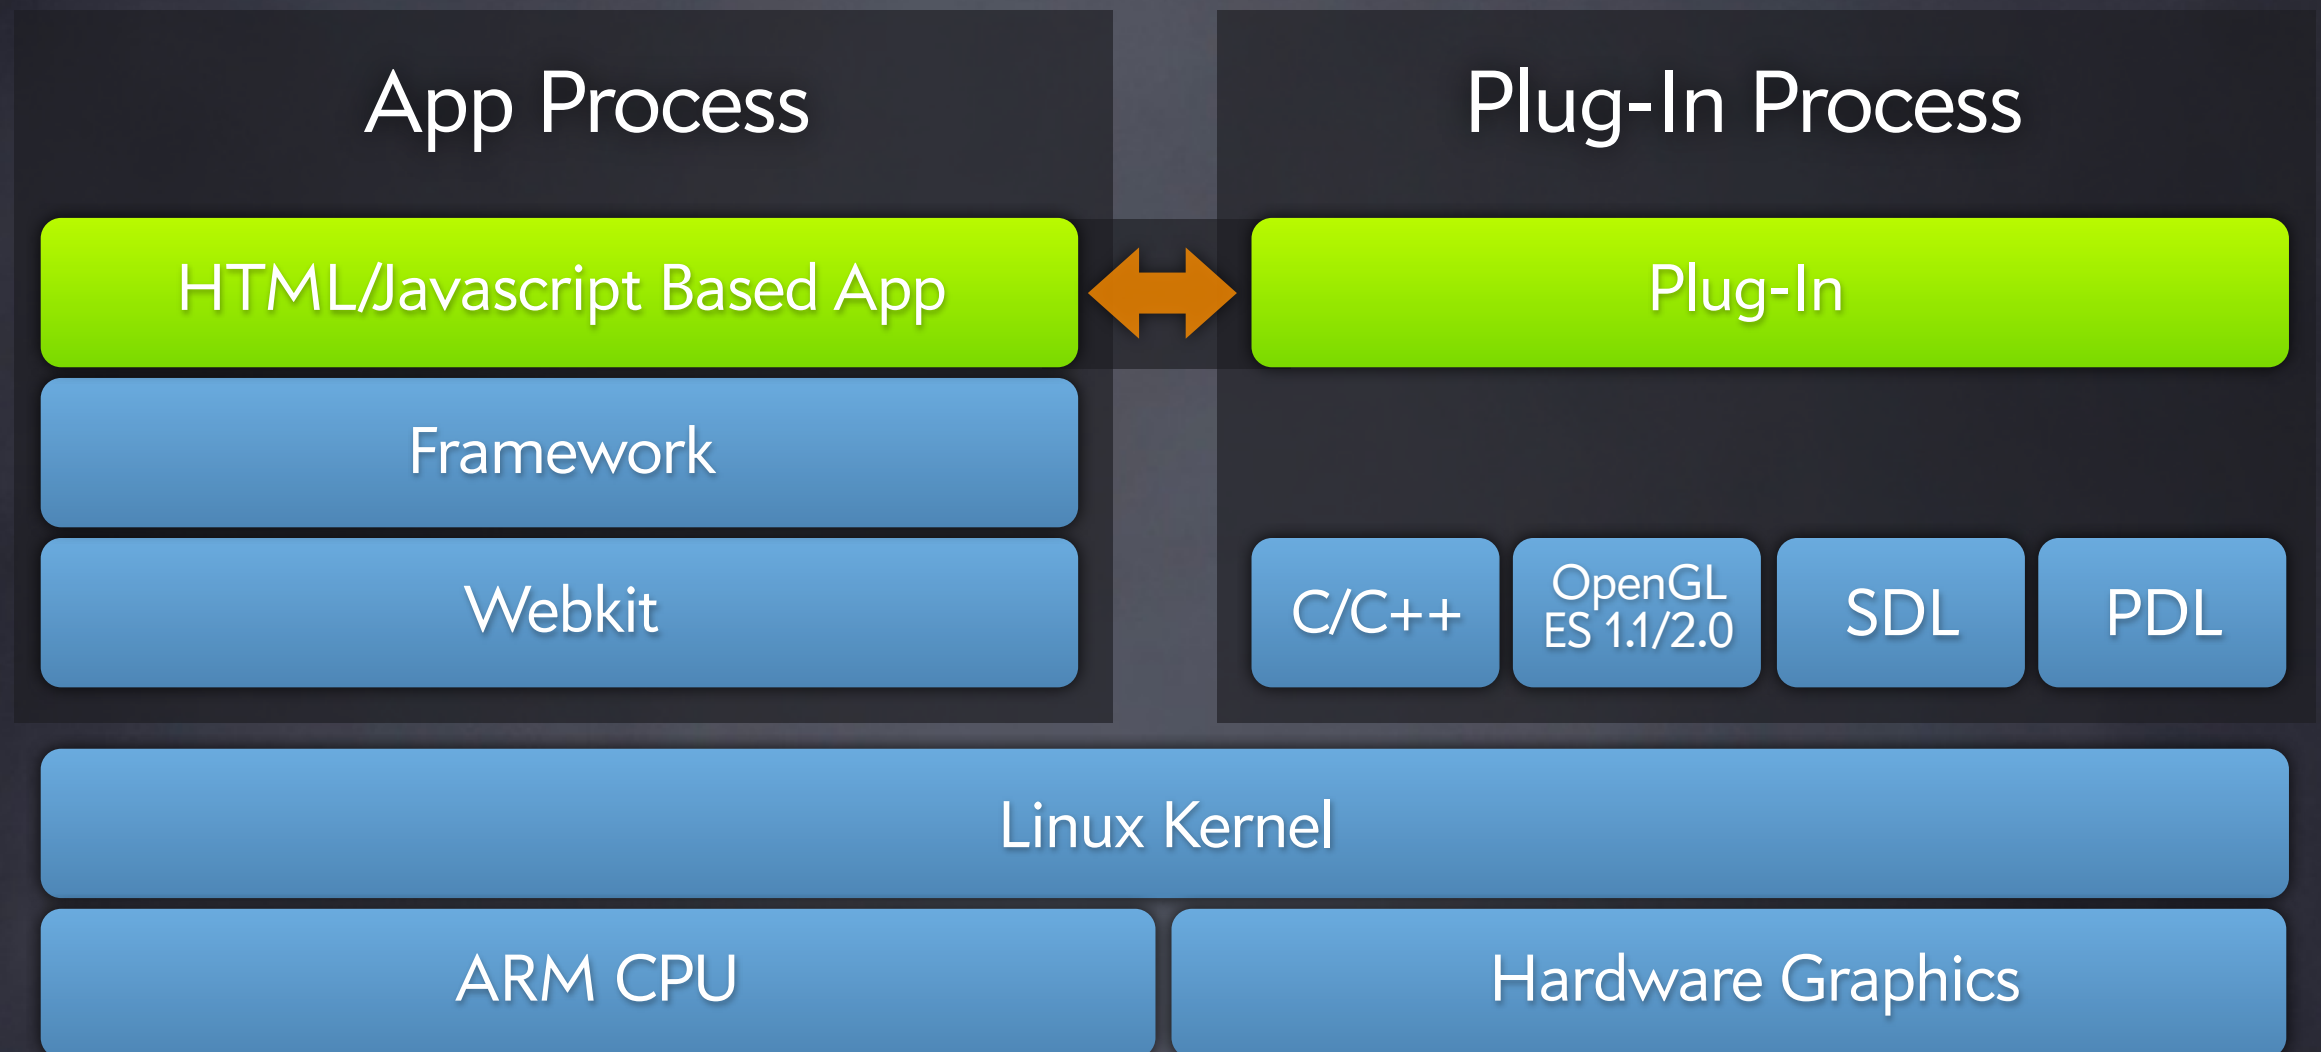 App Process
Plug-In Process
HTML/Javascript Based App
Plug-In
Framework
Webkit
C/C++
OpenGL
ES 1.1/2.0
SDL
PDL
Linux Kernel
ARM CPU
Hardware Graphics